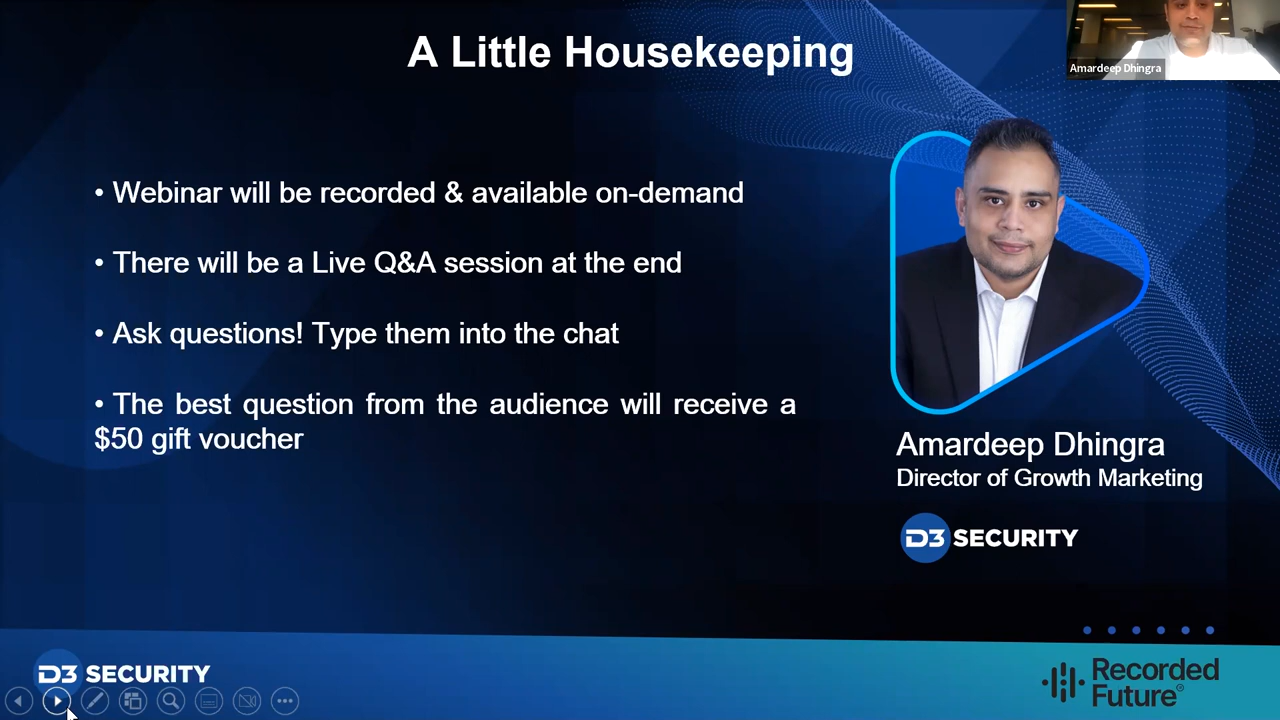 A Little Housekeeping
Amardeep Dhingra
• Webinar will be recorded & available on-demand
• There will be a Live Q&A session at the end
• Ask questions! Type them into the chat
• The best question from the audience will receive a
$50 gift voucher
Amardeep Dhingra
Director of Growth Marketing
D3 SECURITY
D3 SECURITY
Recorded
Future®